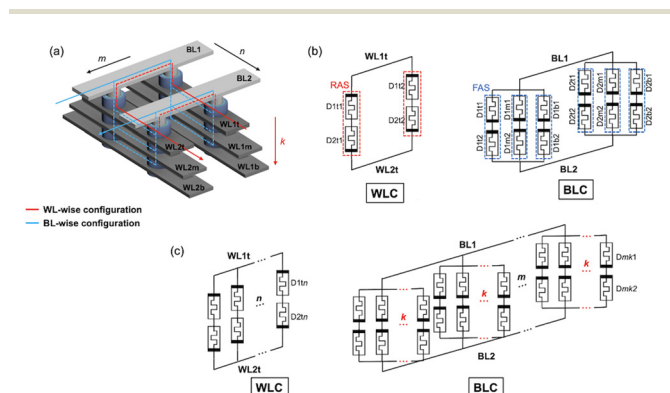 (a)
m
n
BL1
BL2
k
WL1t
WL2t
WL1m
WL2m
WL1b
WL2b
WL-wise configuration
BL-wise configuration
(b)
WL1t
RAS
D1t1
D2t1
D1t2
D2t2
WL2t
WLC
BL1
FAS
D1t1
D1t2
D1m1
D1m2
D1b1
D1b2
D2t1
D2t2
D2m1
D2m2
D2b1
D2b2
BL2
BLC
(c)
WL1t
n
D1tn
D2tn
WL2t
WLC
BL1
k
k
m
k
Dmk1
Dmk2
BL2
BLC